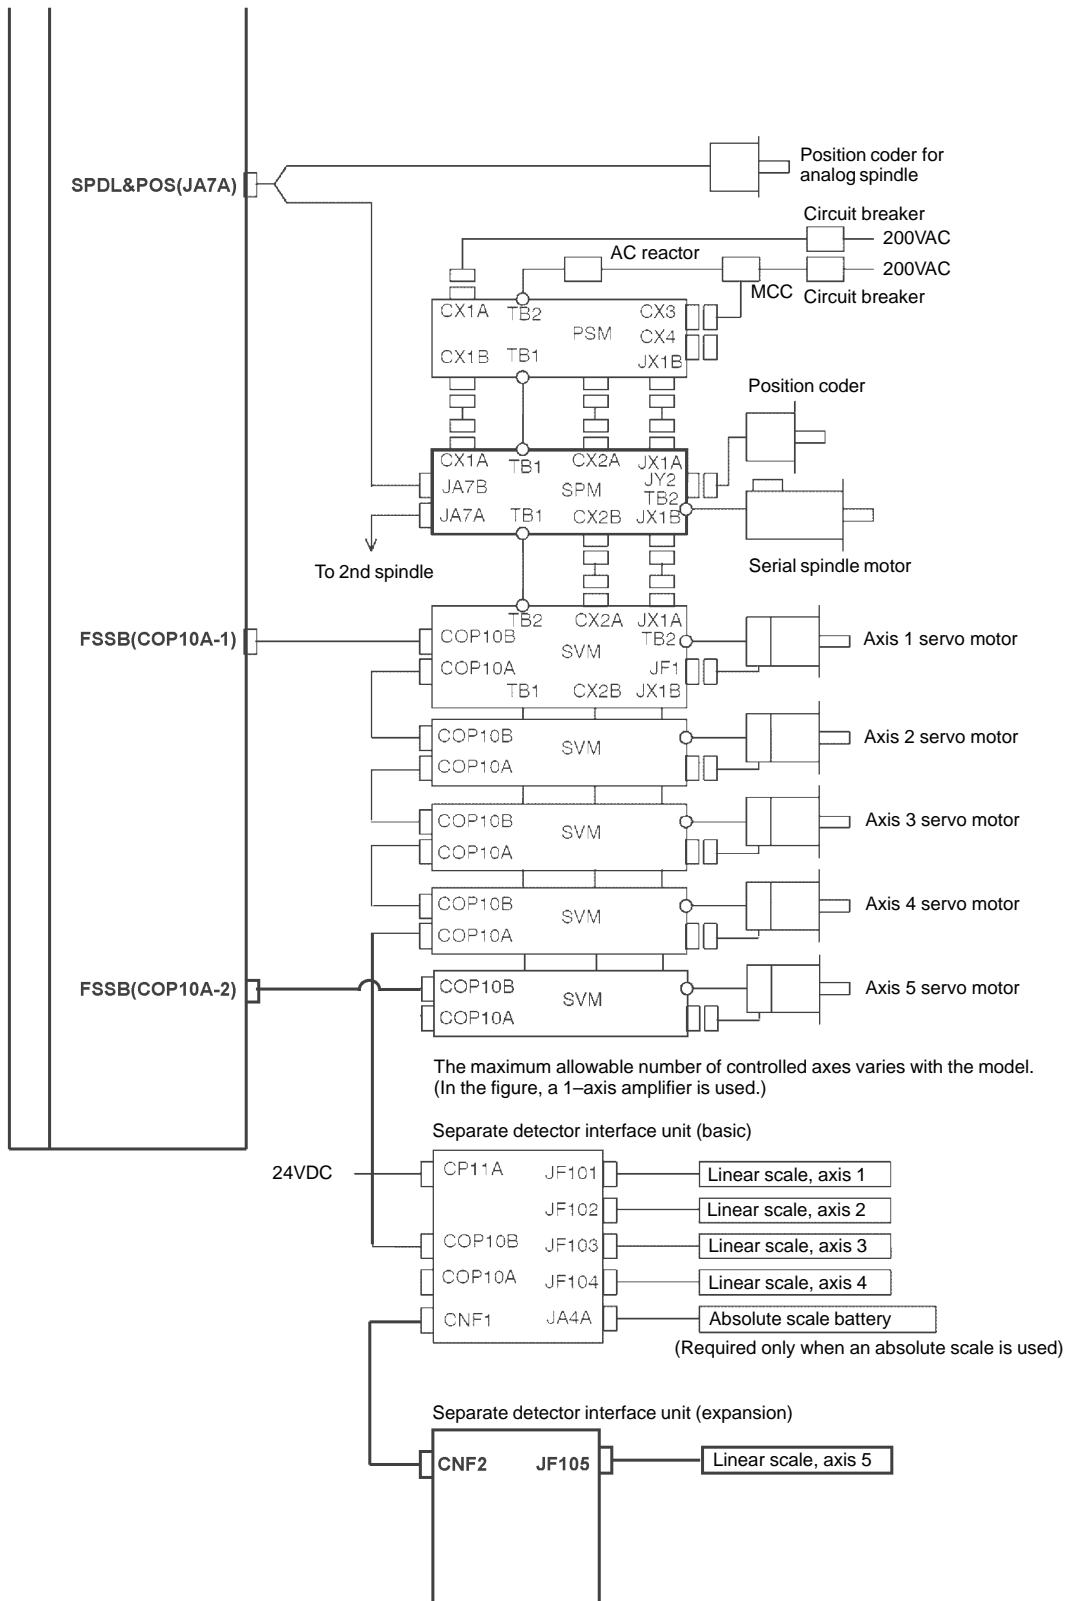 Position coder for
analog spindle
SPDL&POS(JA7A)
Circuit breaker
200VAC
AC reactor
200VAC
MCC
Circuit breaker
CX1A
TB2
CX3
PSM
CX4
CX1B
TB1
JX1B
Position coder
CX1A
TB1
CX2A
JX1A
JA7B
SPM
JY2
TB2
JA7A
TB1
CX2B
JX1B
To 2nd spindle
Serial spindle motor
TB2
CX2A
JX1A
FSSB(COP10A-1)
COP10B
SVM
TB2
Axis 1 servo motor
COP10A
JF1
TB1
CX2B
JX1B
COP10B
SVM
Axis 2 servo motor
COP10A
COP10B
SVM
Axis 3 servo motor
COP10A
COP10B
SVM
Axis 4 servo motor
COP10A
FSSB(COP10A-2)
COP10B
SVM
Axis 5 servo motor
COP10A
The maximum allowable number of controlled axes varies with the model.
(In the figure, a 1–axis amplifier is used.)
Separate detector interface unit (basic)
24VDC
CP11A
JF101
Linear scale, axis 1
JF102
Linear scale, axis 2
COP10B
JF103
Linear scale, axis 3
COP10A
JF104
Linear scale, axis 4
CNF1
JA4A
Absolute scale battery
(Required only when an absolute scale is used)
Separate detector interface unit (expansion)
CNF2
JF105
Linear scale, axis 5